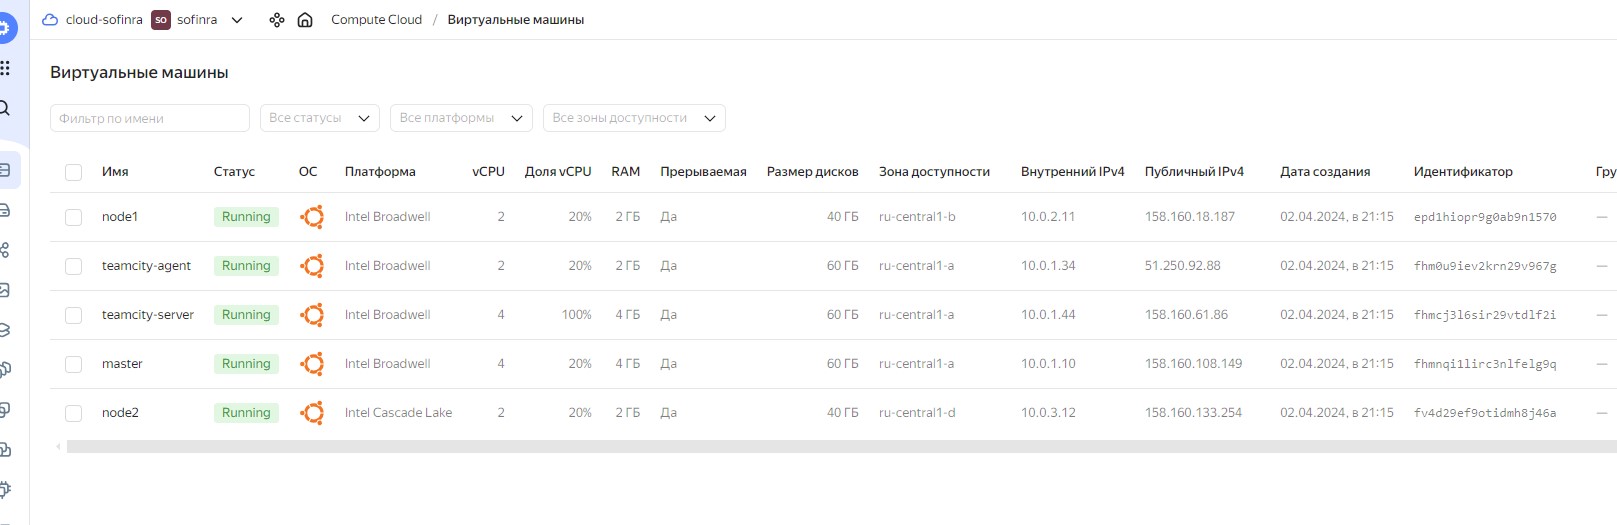 cloud-sofinra SO sofinra Compute Cloud / Виртуальные машины
Виртуальные машины
Фильтр по имени Все статусы Все платформы Все зоны доступности
Имя Статус ОС Платформа vCPU Доля vCPU RAM Прерываемая Размер дисков Зона доступности Внутренний IPv4 Публичный IPv4 Дата создания Идентификатор Гру
node1 Running Intel Broadwell 2 20% 2 ГБ Да 40 ГБ ru-central1-b 10.0.2.11 158.160.18.187 02.04.2024, в 21:15 epd1hiopr9g0ab9n1570 —
teamcity-agent Running Intel Broadwell 2 20% 2 ГБ Да 60 ГБ ru-central1-a 10.0.1.34 51.250.92.88 02.04.2024, в 21:15 fhm0u9iev2krn29v967g —
teamcity-server Running Intel Broadwell 4 100% 4 ГБ Да 60 ГБ ru-central1-a 10.0.1.44 158.160.61.86 02.04.2024, в 21:15 fhmcj3l6sir29vtdlf2i —
master Running Intel Broadwell 4 20% 4 ГБ Да 60 ГБ ru-central1-a 10.0.1.10 158.160.108.149 02.04.2024, в 21:15 fhmnqi1lirc3nlfelg9q —
node2 Running Intel Cascade Lake 2 20% 2 ГБ Да 40 ГБ ru-central1-d 10.0.3.12 158.160.133.254 02.04.2024, в 21:15 fv4d29ef9otidmh8j46a —